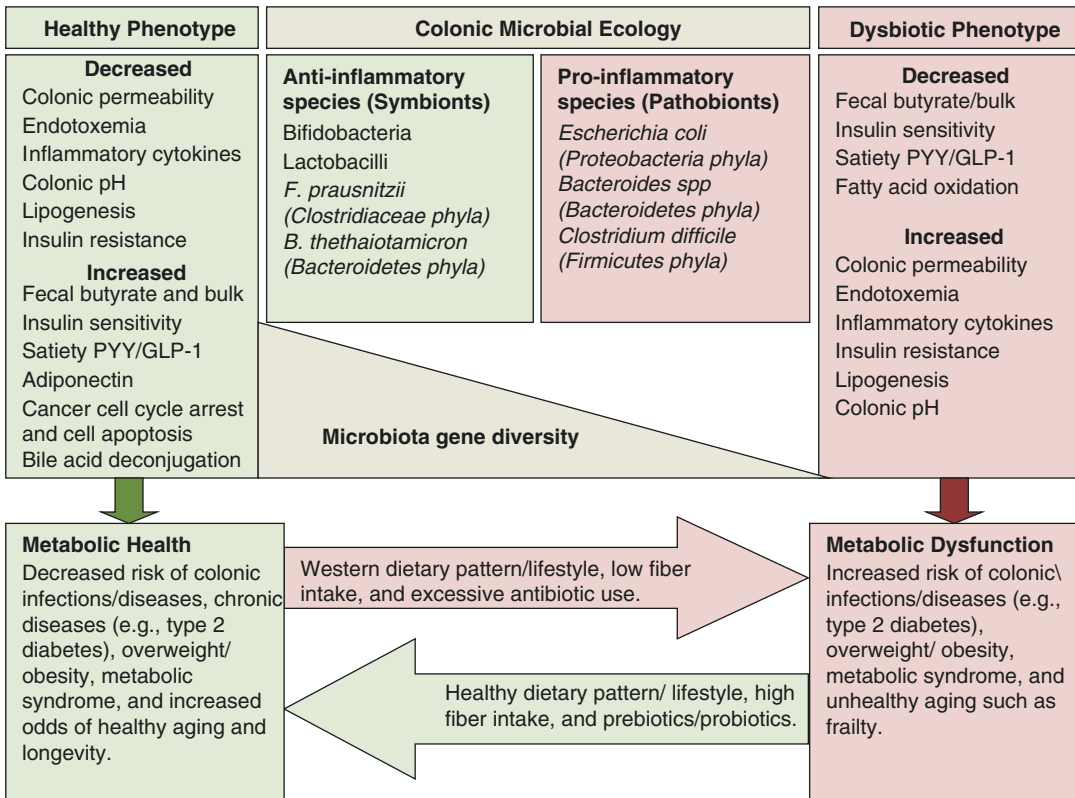 Healthy Phenotype
Colonic Microbial Ecology
Dysbiotic Phenotype
Decreased
Colonic permeability
Endotoxemia
Inflammatory cytokines
Colonic pH
Lipogenesis
Insulin resistance
Increased
Fecal butyrate and bulk
Insulin sensitivity
Satiety PYY/GLP-1
Adiponectin
Cancer cell cycle arrest
and cell apoptosis
Bile acid deconjugation
Anti-inflammatory
species (Symbionts)
Bifidobacteria
Lactobacilli
F. prausnitzii
(Clostridiaceae phyla)
B. thethaiotamicron
(Bacteroidetes phyla)
Pro-inflammatory
species (Pathobionts)
Escherichia coli
(Proteobacteria phyla)
Bacteroides spp
(Bacteroidetes phyla)
Clostridium difficile
(Firmicutes phyla)
Decreased
Fecal butyrate/bulk
Insulin sensitivity
Satiety PYY/GLP-1
Fatty acid oxidation
Increased
Colonic permeability
Endotoxemia
Inflammatory cytokines
Insulin resistance
Lipogenesis
Colonic pH
Microbiota gene diversity
Metabolic Health
Decreased risk of colonic
infections/diseases, chronic
diseases (e.g., type 2
diabetes), overweight/
obesity, metabolic
syndrome, and increased
odds of healthy aging and
longevity.
Western dietary pattern/lifestyle, low fiber
intake, and excessive antibiotic use.
Healthy dietary pattern/ lifestyle, high
fiber intake, and prebiotics/probiotics.
Metabolic Dysfunction
Increased risk of colonic\
infections/diseases (e.g.,
type 2 diabetes),
overweight/ obesity,
metabolic syndrome, and
unhealthy aging such as
frailty.